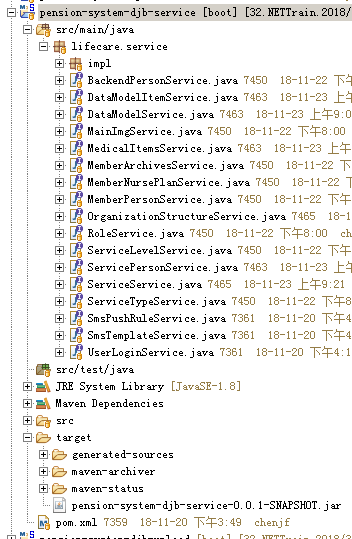 pension-system-djb-service [boot] [32.NETTrain.2018/
src/main/java
lifecare.service
impl
BackendPersonService.java 7450 18-11-22 下午
DataModelItemService.java 7463 18-11-23 上午
DataModelService.java 7463 18-11-23 上午9:0
MainImgService.java 7450 18-11-22 下午8:00
MedicalItemsService.java 7463 18-11-23 上午
MemberArchivesService.java 7450 18-11-22 下
MemberNursePlanService.java 7450 18-11-22
MemberPersonService.java 7450 18-11-22 下午
OrganizationStructureService.java 7465 18-1
RoleService.java 7450 18-11-22 下午8:00 che
ServiceLevelService.java 7450 18-11-22 下午
ServicePersonService.java 7463 18-11-23 上午
ServiceService.java 7465 18-11-23 上午9:21
ServiceTypeService.java 7450 18-11-22 下午8
SmsPushRuleService.java 7361 18-11-20 下午4
SmsTemplateService.java 7361 18-11-20 下午4
UserLoginService.java 7361 18-11-20 下午4:1
src/test/java
JRE System Library [JavaSE-1.8]
Maven Dependencies
src
target
generated-sources
maven-archiver
maven-status
pension-system-djb-service-0.0.1-SNAPSHOT.jar
pom.xml 7359 18-11-20 下午3:49 chenjf